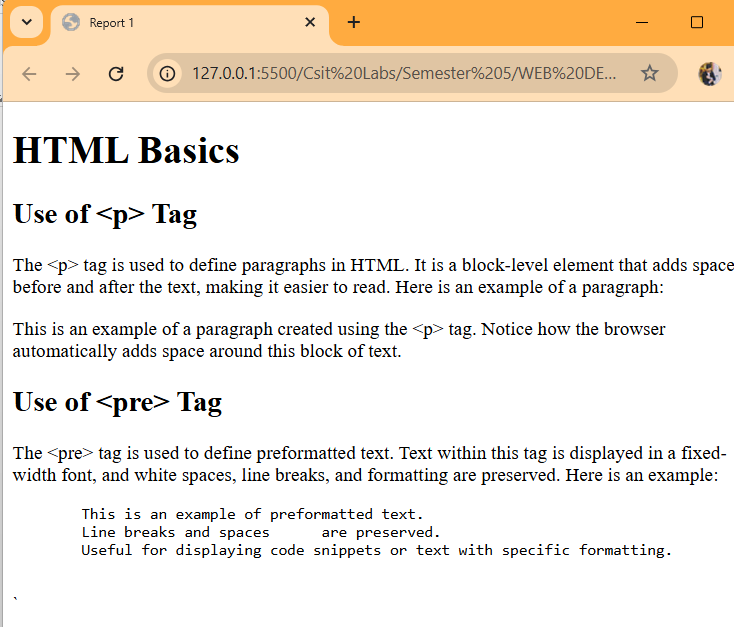 Report 1
127.0.0.1:5500/Csit%20Labs/Semester%205/WEB%20DE...
HTML Basics
Use of <p> Tag
The <p> tag is used to define paragraphs in HTML. It is a block-level element that adds space
before and after the text, making it easier to read. Here is an example of a paragraph:
This is an example of a paragraph created using the <p> tag. Notice how the browser
automatically adds space around this block of text.
Use of <pre> Tag
The <pre> tag is used to define preformatted text. Text within this tag is displayed in a fixed-
width font, and white spaces, line breaks, and formatting are preserved. Here is an example:
This is an example of preformatted text.
Line breaks and spaces      are preserved.
Useful for displaying code snippets or text with specific formatting.
`